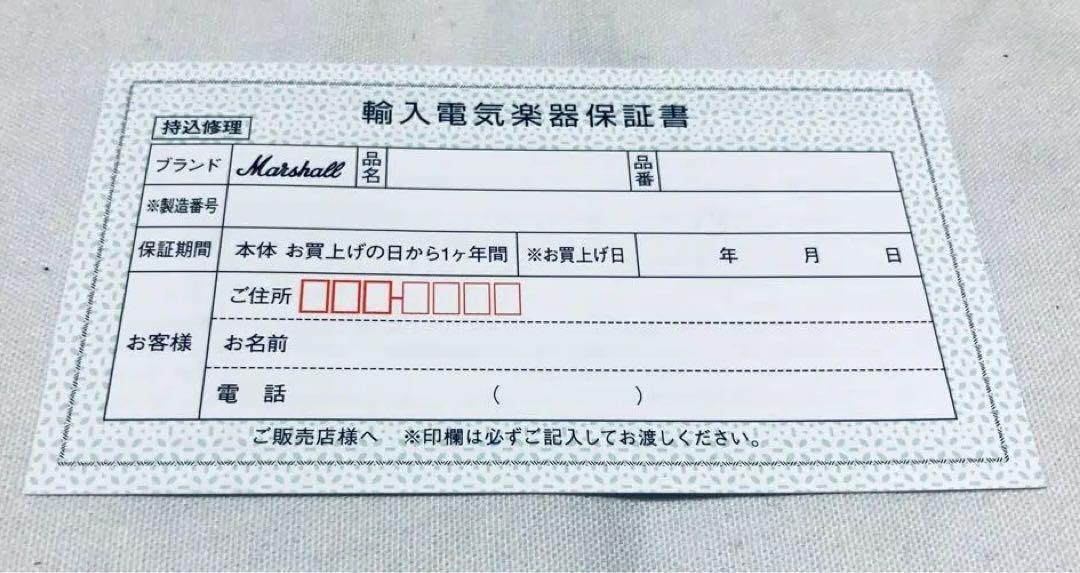 輸入電気楽器保証書
持込修理
ブランド Marshall 品名 品番
※製造番号
保証期間 本体 お買上げの日から1ヶ年間 ※お買上げ日 年 月 日
お客様
ご住所
お名前
電話 ( )
ご販売店様へ ※印欄は必ずご記入してお渡しください。